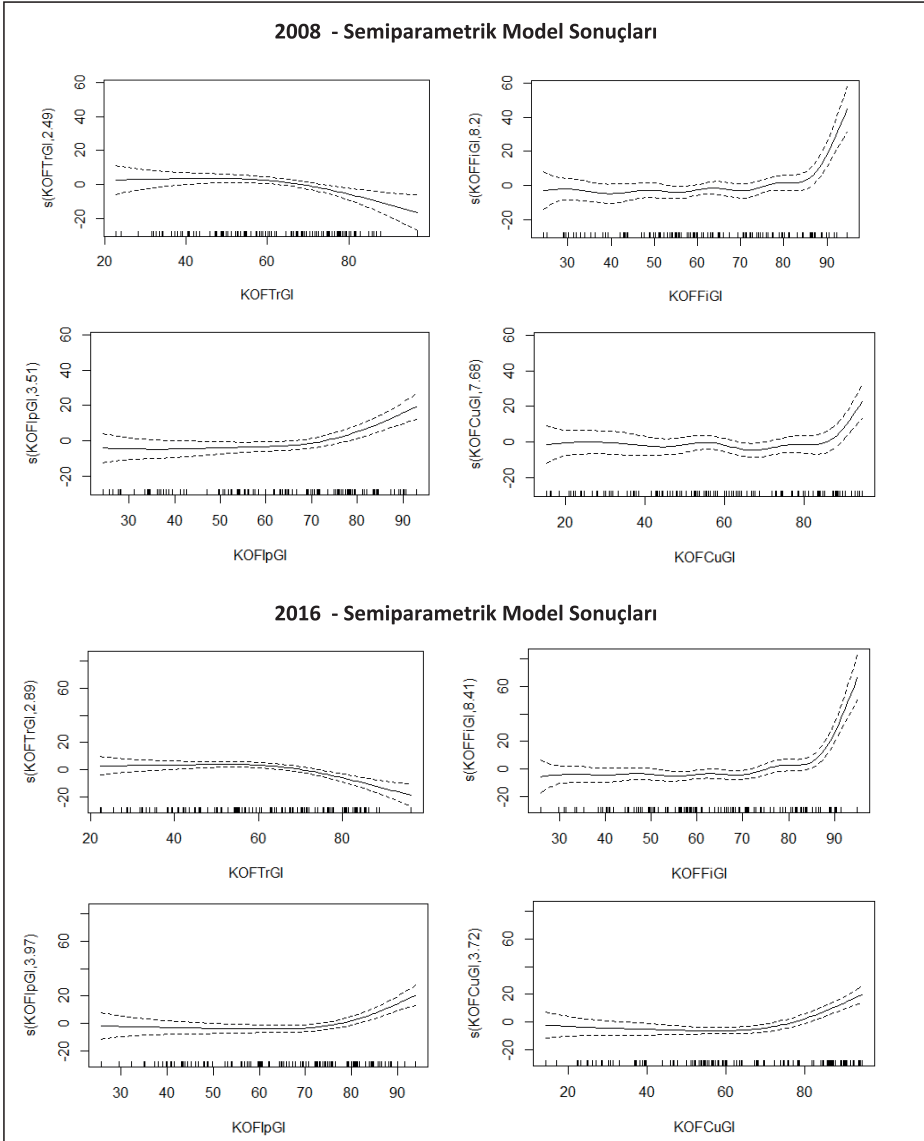 2008 - Semiparametrik Model Sonuçları
s(KOFTrGI,2.49)
60
40
20
0
-20
20 40 60 80
KOFTrGI
s(KOFFiGI,8.2)
60
40
20
0
-20
30 40 50 60 70 80 90
KOFFiGI
s(KOFIpGI,3.51)
60
40
20
0
-20
30 40 50 60 70 80 90
KOFIpGI
s(KOFCuGI,7.68)
60
40
20
0
-20
20 40 60 80
KOFCuGI
2016 - Semiparametrik Model Sonuçları
s(KOFTrGI,2.89)
60
20
0
-20
20 40 60 80
KOFTrGI
s(KOFFiGI,8.41)
60
20
0
-20
30 40 50 60 70 80 90
KOFFiGI
s(KOFIpGI,3.97)
60
20
0
-20
30 40 50 60 70 80 90
KOFIpGI
s(KOFCuGI,3.72)
60
20
0
-20
20 40 60 80
KOFCuGI